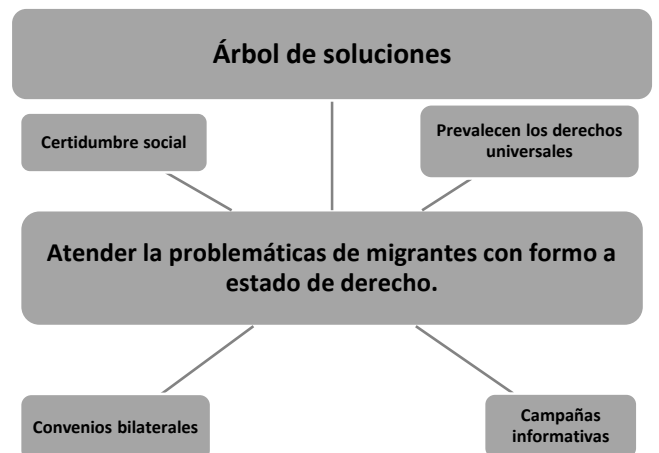 Árbol de soluciones
Certidumbre social
Prevalecen los derechos
universales
Atender la problemáticas de migrantes con formo a
estado de derecho.
Convenios bilaterales
Campañas
informativas